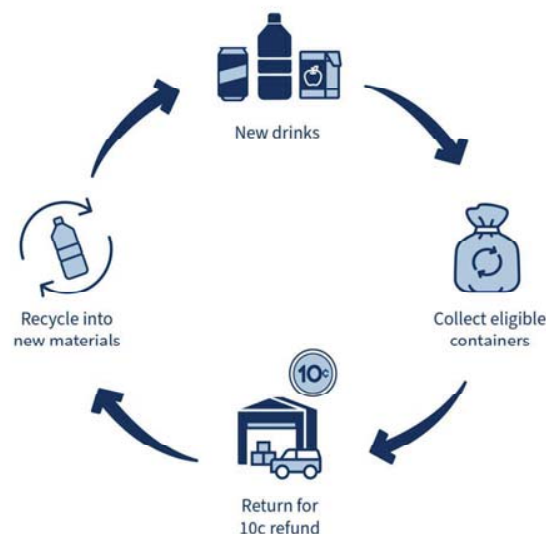 New drinks
Collect eligible
containers
10c
Return for
10c refund
Recycle into
new materials